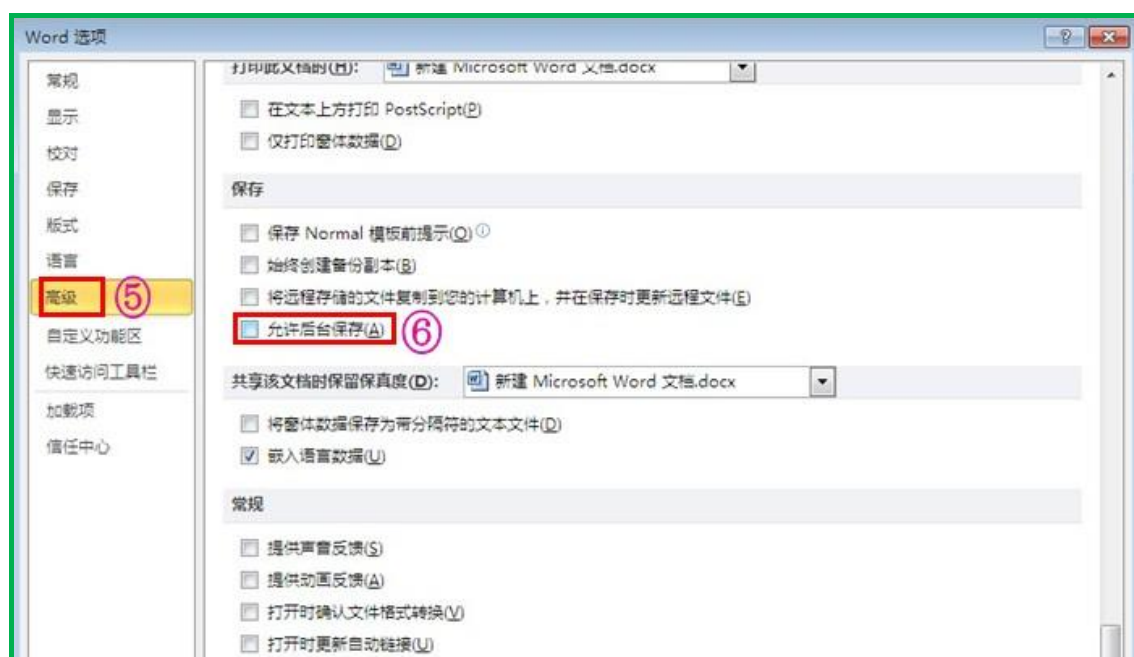 Word 选项
常规
显示
校对
保存
版式
语言
高级 ⑤
自定义功能区
快速访问工具栏
加载项
信任中心
打印此文档时(H): 新建 Microsoft Word 文档.docx
在文本上方打印 PostScript(P)
仅打印窗体数据(D)
保存
保存 Normal 模板前提示(O)
始终创建备份副本(B)
将远程存储的文件复制到您的计算机上，并在保存时更新远程文件(E)
允许后台保存(A) ⑥
共享该文档时保留保真度(D): 新建 Microsoft Word 文档.docx
将窗体数据保存为带分隔符的文本文件(D)
嵌入语言数据(U)
常规
提供声音反馈(S)
提供动画反馈(A)
打开时确认文件格式转换(V)
打开时更新自动链接(U)